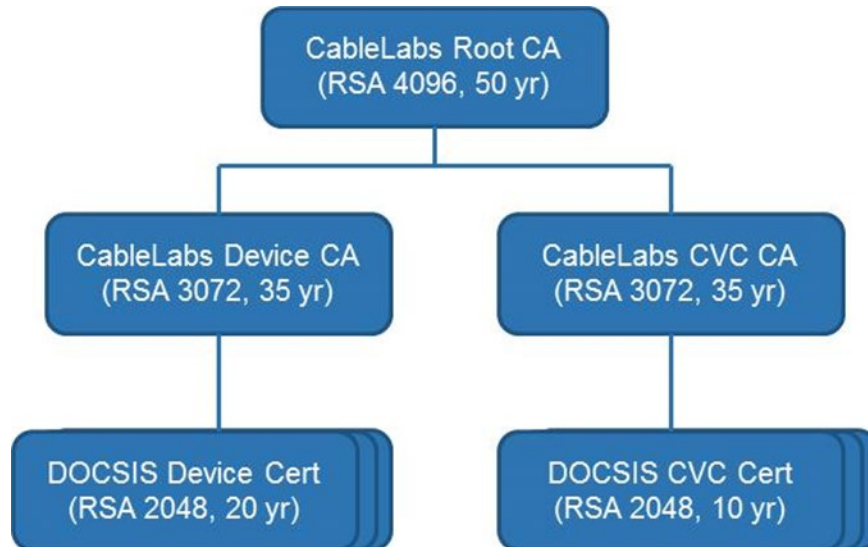 CableLabs Root CA
(RSA 4096, 50 yr)
CableLabs Device CA
(RSA 3072, 35 yr)
CableLabs CVC CA
(RSA 3072, 35 yr)
DOCSIS Device Cert
(RSA 2048, 20 yr)
DOCSIS CVC Cert
(RSA 2048, 10 yr)